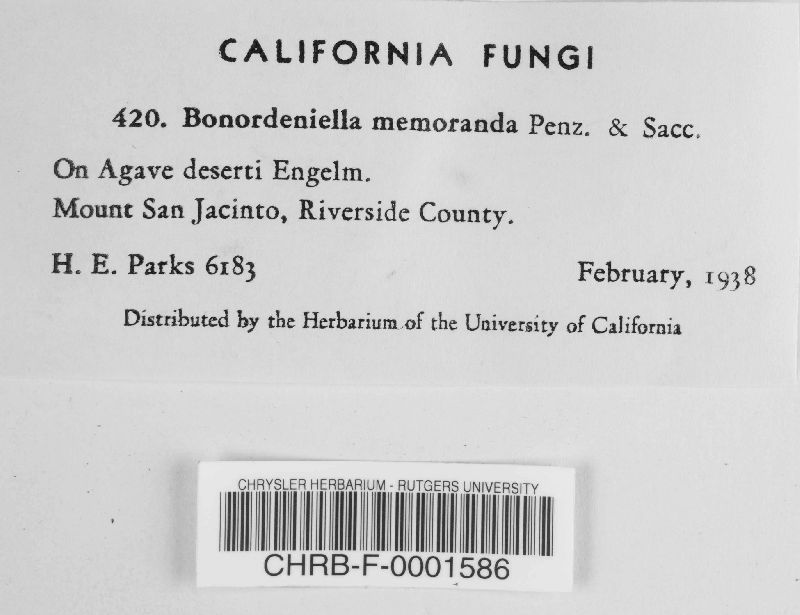 CALIFORNIA FUNGI
420. Bonordeniella memoranda Penz. & Sacc.
On Agave deserti Engelm.
Mount San Jacinto, Riverside County.
H. E. Parks 6183 February, 1938
Distributed by the Herbarium of the University of California
CHRYSLER HERBARIUM - RUTGERS UNIVERSITY
CHRB-F-0001586